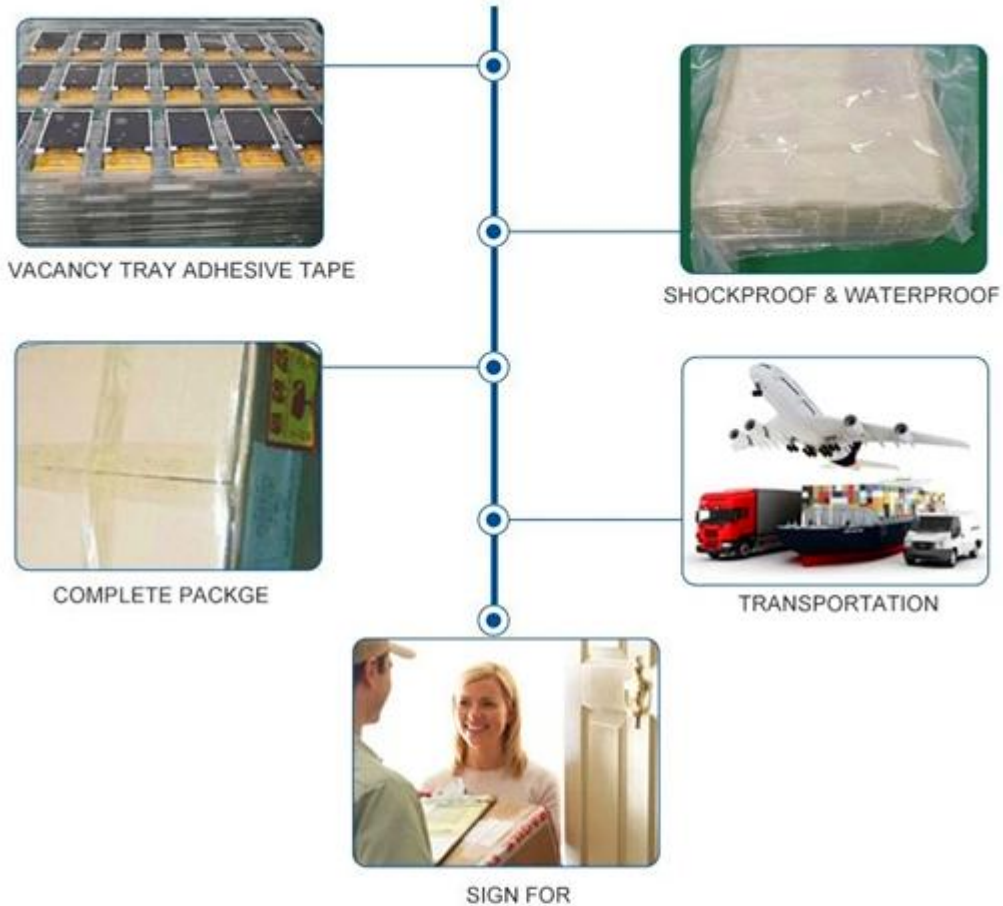 VACANCY TRAY ADHESIVE TAPE
SHOCKPROOF & WATERPROOF
COMPLETE PACKGE
TRANSPORTATION
SIGN FOR